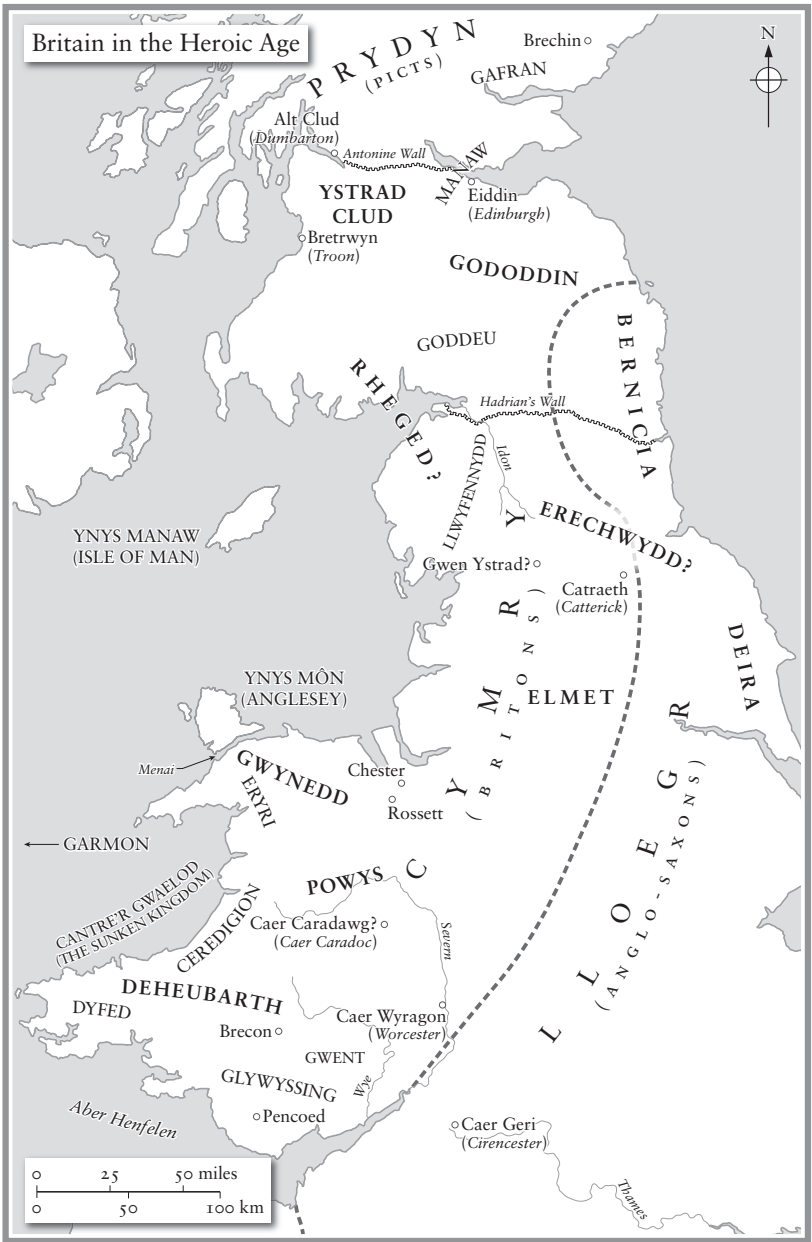 Britain in the Heroic Age
N
PRYDYN
(PICTS)
Brechin
GAFRAN
Alt Clud
(Dumbarton)
Antonine Wall
MANAW
YSTRAD
CLUD
Eiddin
(Edinburgh)
Bretrwyn
(Troon)
GODODDIN
BERNICIA
GODDEU
RHEGED?
Hadrian's Wall
Idon
LLWYFENNYDD
ERECHWYDD?
YNYS MANAW
(ISLE OF MAN)
Gwen Ystrad?
Catraeth
(Catterick)
CYMRY
(BRITONS)
DEIRA
ELMET
YNYS MÔN
(ANGLESEY)
Menai
GWYNEDD
ERYRI
Chester
Rossett
LLOEGR
(ANGLO-SAXONS)
GARMON
POWYS
CANTRE'R GWAELOD
(THE SUNKEN KINGDOM)
CEREDIGION
Caer Caradawg?
(Caer Caradoc)
Severn
DEHEUBARTH
DYFED
Brecon
Caer Wyragon
(Worcester)
GWENT
GLYWYSSING
Wye
Pencoed
Aber Henfelen
Caer Geri
(Cirencester)
Thames
0 25 50 miles
0 50 100 km